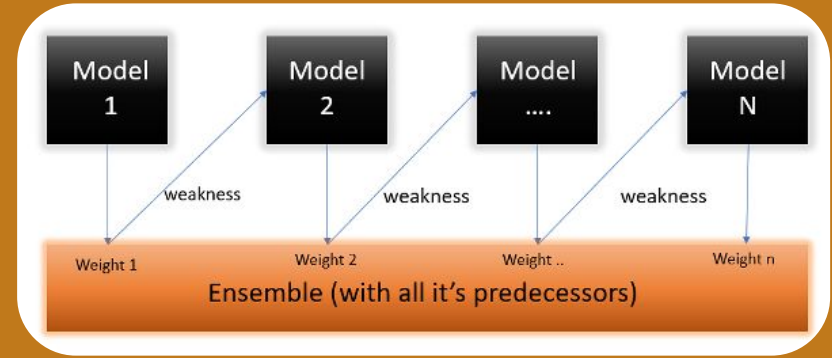 Model
1
Model
2
Model
....
Model
N
weakness
weakness
weakness
Weight 1
Weight 2
Weight ..
Weight n
Ensemble (with all it's predecessors)